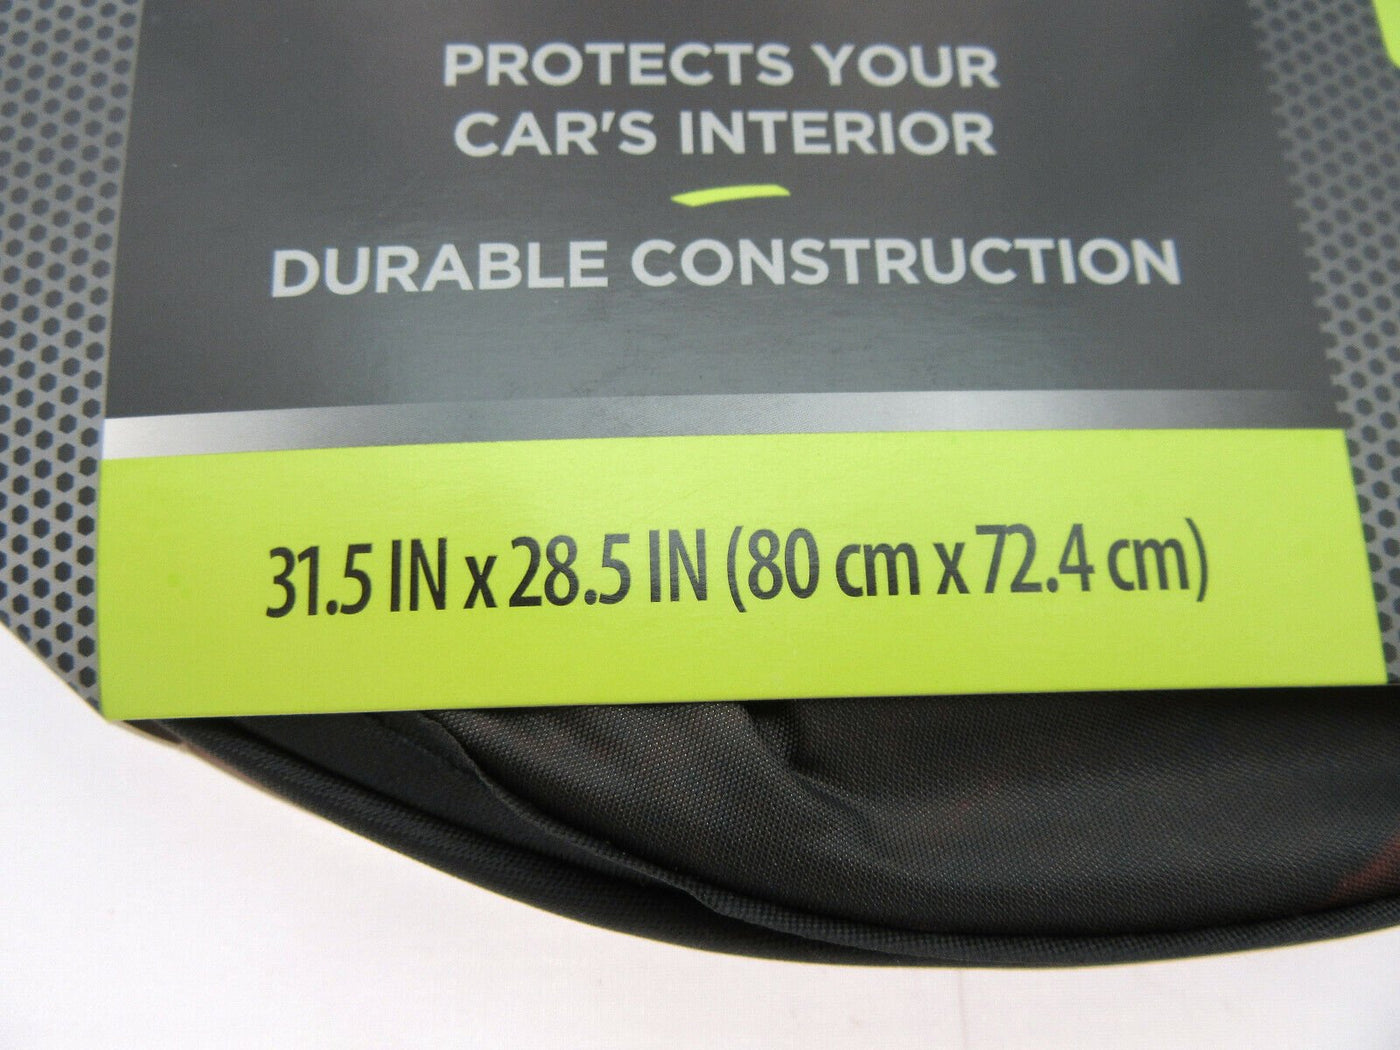 PROTECTS YOUR
CAR'S INTERIOR
DURABLE CONSTRUCTION
31.5 IN x 28.5 IN (80 cm x 72.4 cm)